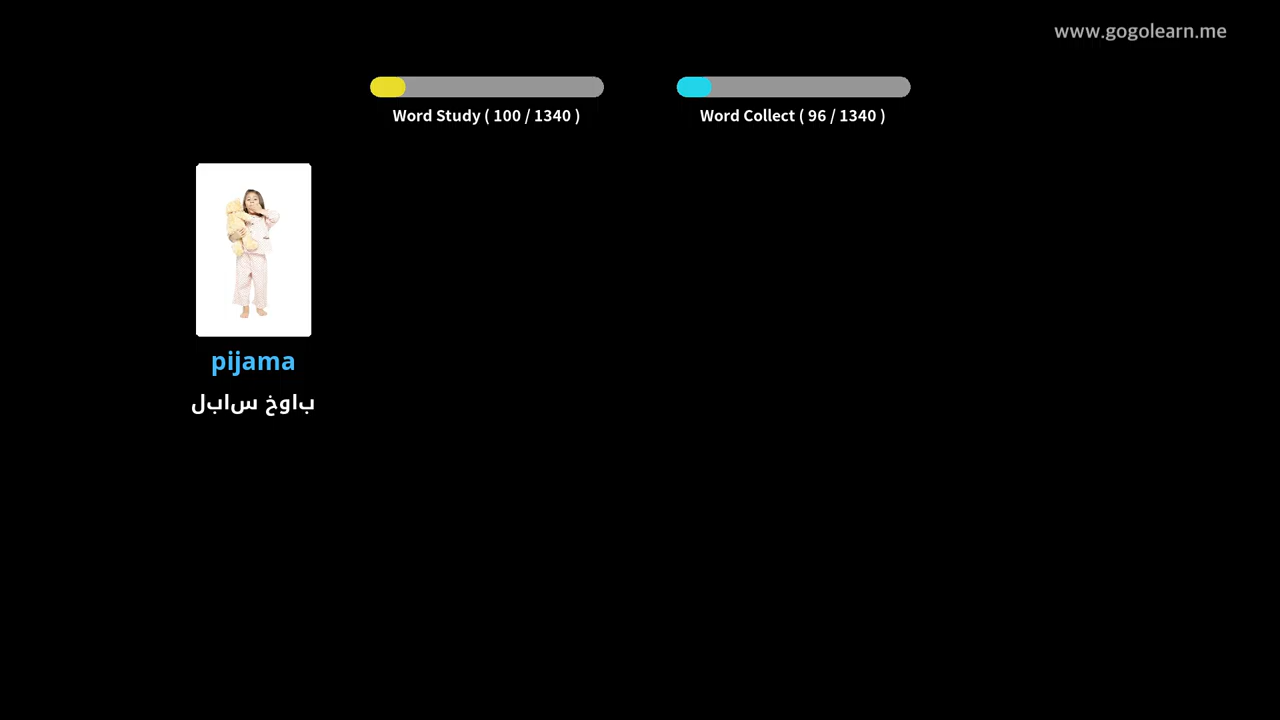 www.gogolearn.me
Word Study ( 100 / 1340 )
Word Collect ( 96 / 1340 )
pijama
لباس خواب